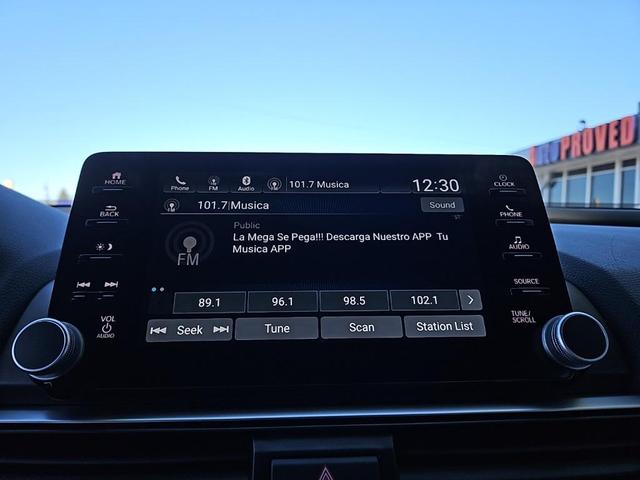 PROVED
HOME
BACK
VOL
AUDIO
Phone FM Audio 101.7 Musica 12:30
101.7|Musica Sound
ST
Public
La Mega Se Pega!!! Descarga Nuestro APP Tu
Musica APP
FM
89.1 96.1 98.5 102.1
Seek Tune Scan Station List
CLOCK
PHONE
AUDIO
SOURCE
TUNE/
SCROLL